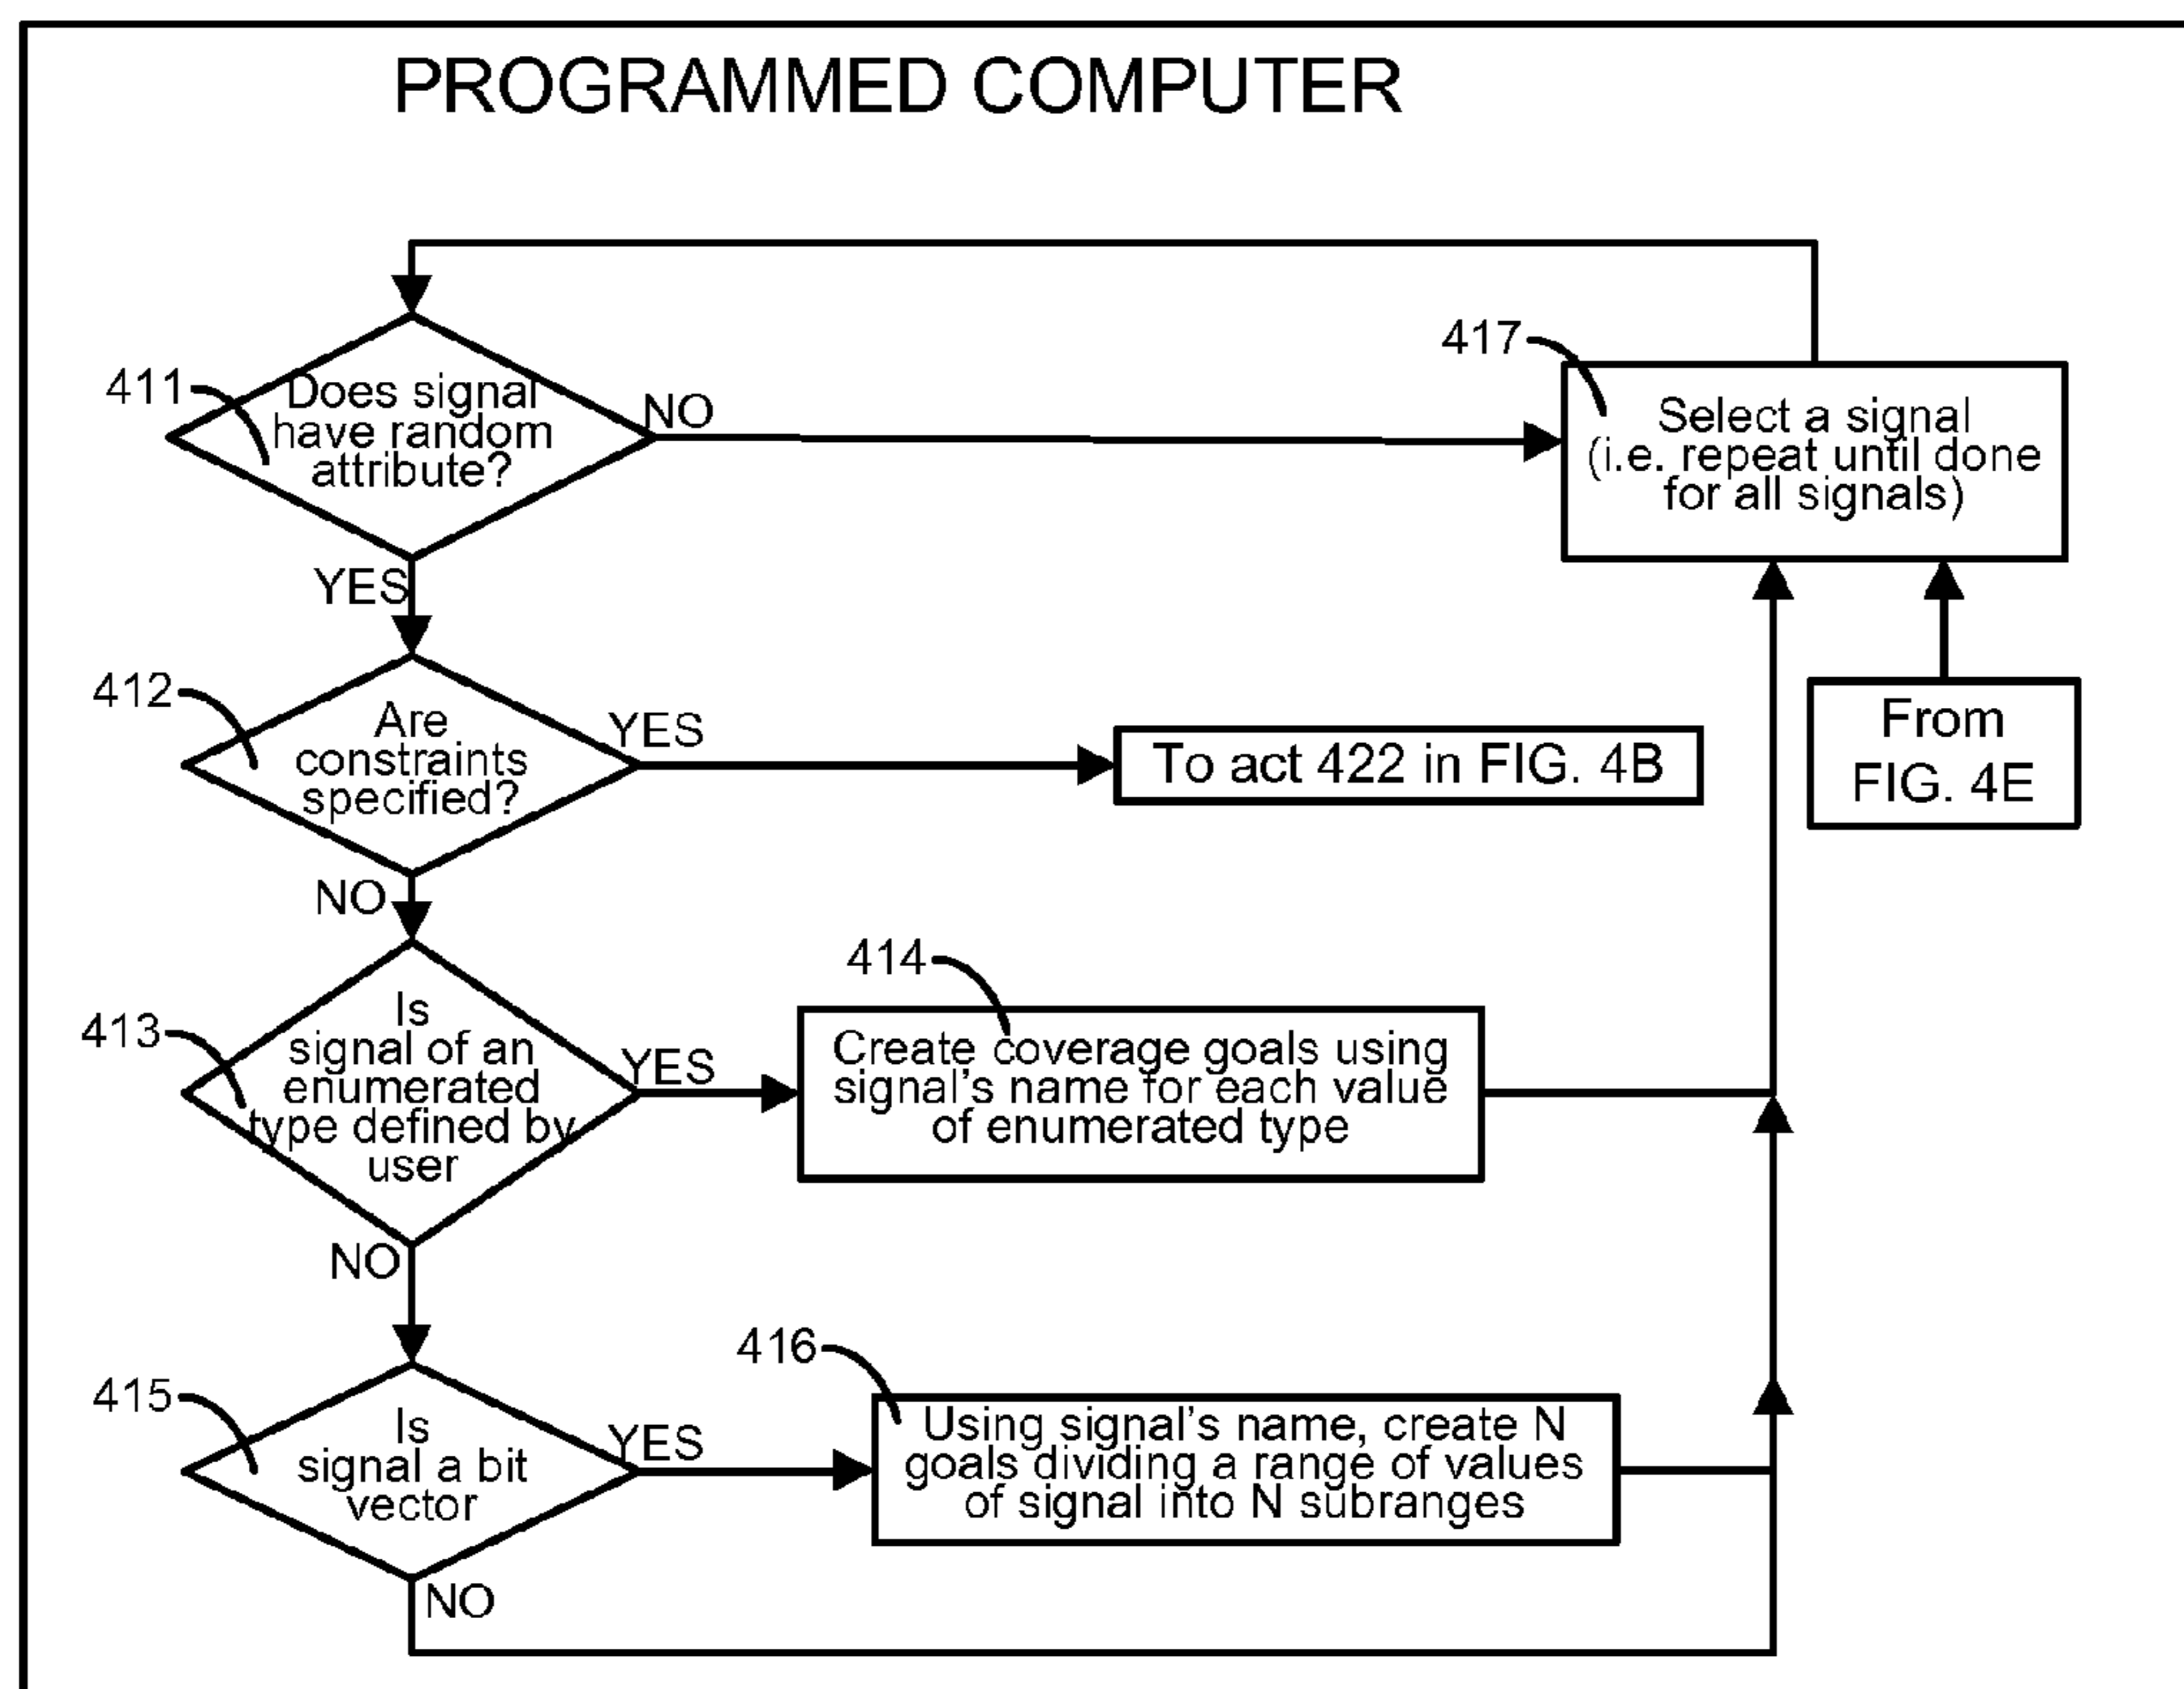 PROGRAMMED COMPUTER
411
Does signal
have random
attribute?
NO
YES
417
Select a signal
(i.e. repeat until done
for all signals)
412
Are
constraints
specified?
YES
NO
To act 422 in FIG. 4B
From
FIG. 4E
413
Is
signal of an
enumerated
type defined by
user
YES
NO
414
Create coverage goals using
signal's name for each value
of enumerated type
415
Is
signal a bit
vector
YES
NO
416
Using signal's name, create N
goals dividing a range of values
of signal into N subranges